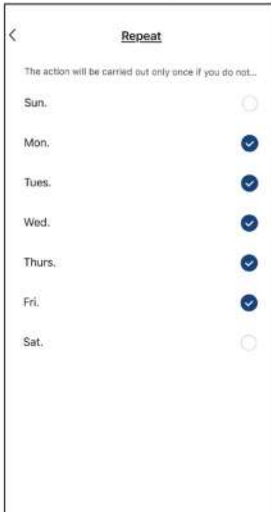 Repeat
The action will be carried out only once if you do not...
Sun.
Mon.
Tues.
Wed.
Thurs.
Fri.
Sat.